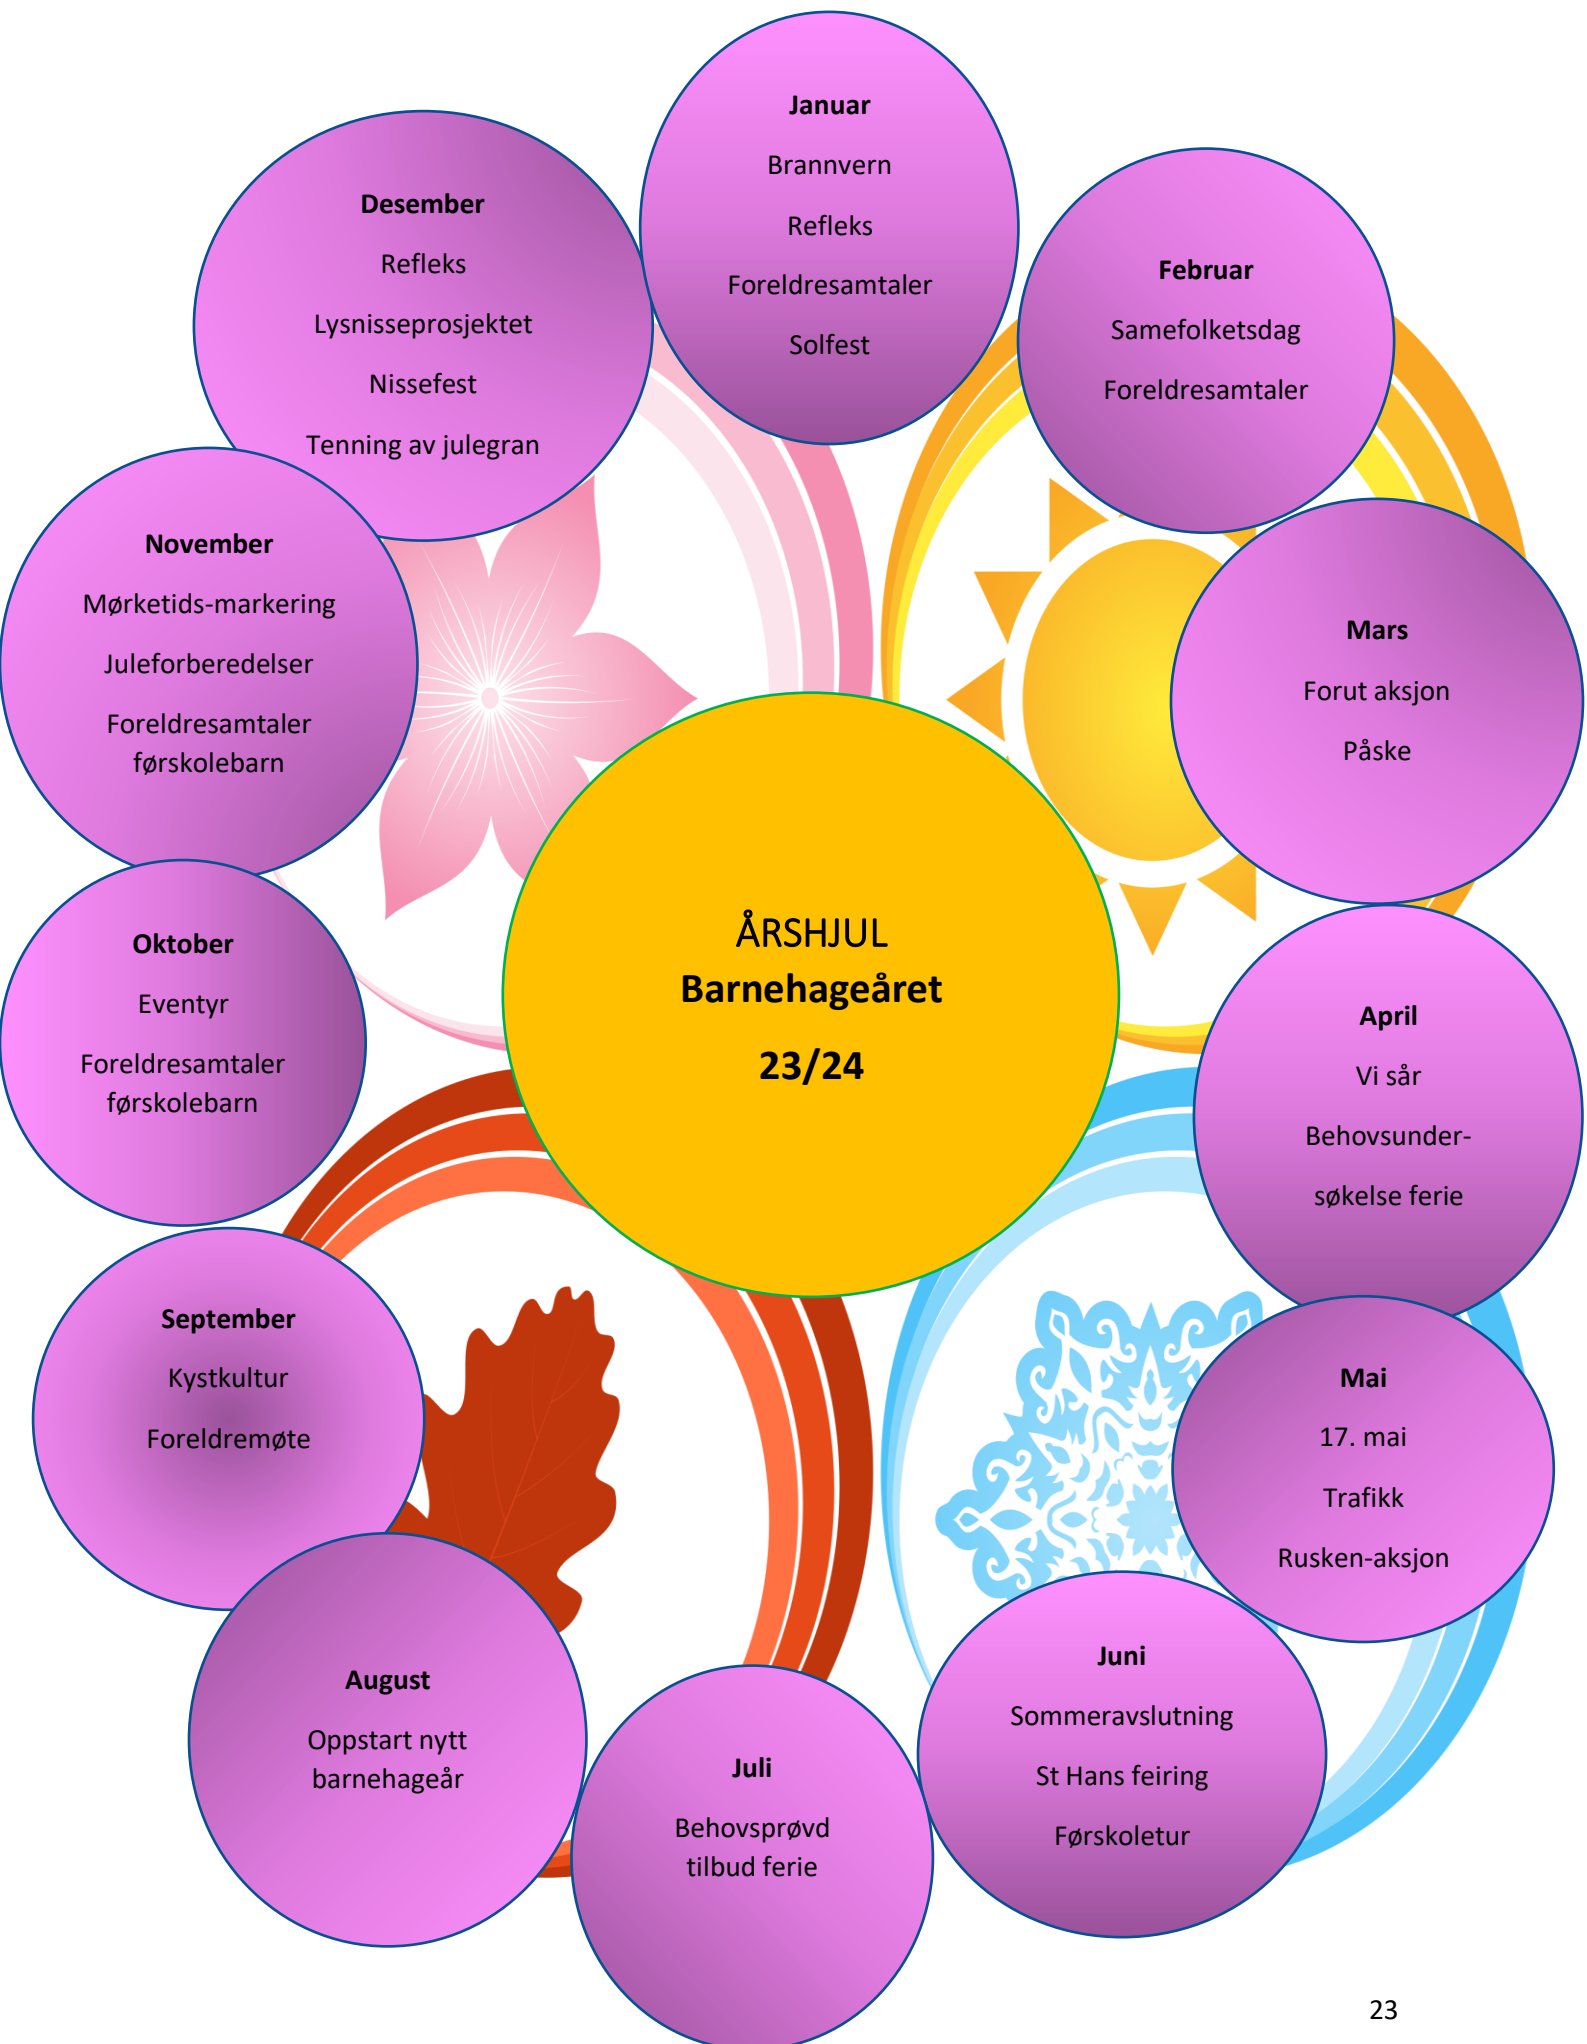 Januar
Brannvern
Refleks
Foreldresamtaler
Solfest
Februar
Samefolketsdag
Foreldresamtaler
Mars
Forut aksjon
Påske
April
Vi sår
Behovsunder-
søkelse ferie
Mai
17. mai
Trafikk
Rusken-aksjon
Juni
Sommeravslutning
St Hans feiring
Førskoletur
Juli
Behovsprøvd
tilbud ferie
August
Oppstart nytt
barnehageår
September
Kystkultur
Foreldremøte
Oktober
Eventyr
Foreldresamtaler
førskolebarn
November
Mørketids-markering
Juleforberedelser
Foreldresamtaler
førskolebarn
Desember
Refleks
Lysnisseprosjektet
Nissefest
Tenning av julegran
ÅRSHJUL
Barnehageåret
23/24
23